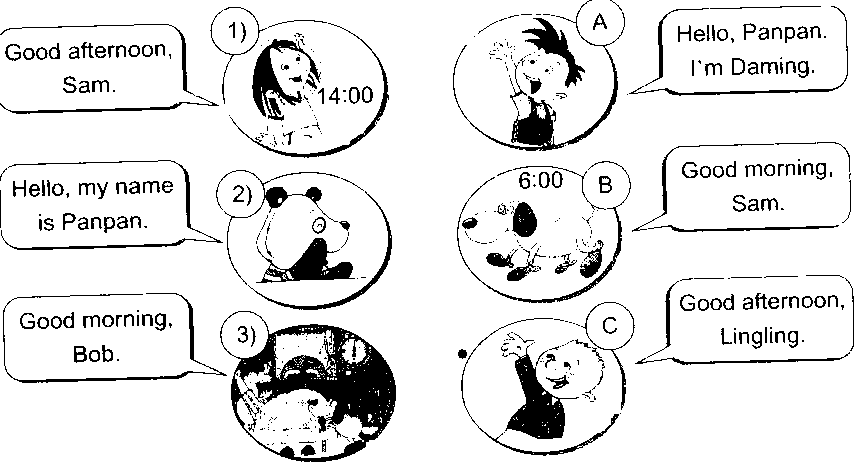 1)
Good afternoon,
Sam.
14:00
A
Hello, Panpan.
I'm Daming.
2)
Hello, my name
is Panpan.
6:00
B
Good morning,
Sam.
3)
Good morning,
Bob.
C
Good afternoon,
Lingling.